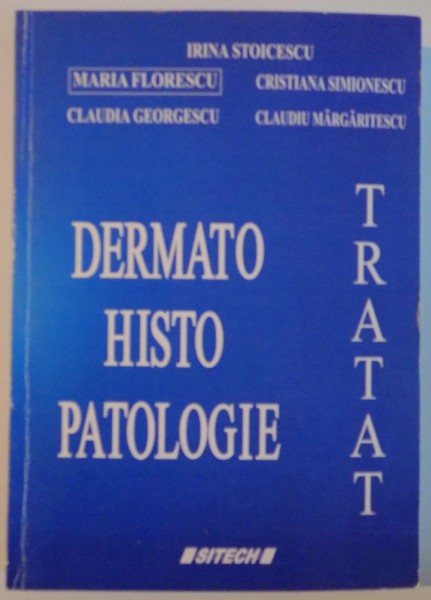 IRINA STOICESCU
MARIA FLORESCU CRISTIANA SIMIONESCU
CLAUDIA GEORGESCU CLAUDIU MĂRGĂRITESCU
DERMATO
HISTO
PATOLOGIE
TRATAT
SITECH